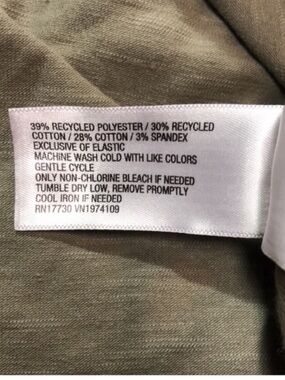 39% RECYCLED POLYESTER / 30% RECYCLED
COTTON / 28% COTTON / 3% SPANDEX
EXCLUSIVE OF ELASTIC
MACHINE WASH COLD WITH LIKE COLORS
GENTLE CYCLE
ONLY NON-CHLORINE BLEACH IF NEEDED
TUMBLE DRY LOW, REMOVE PROMPTLY
COOL IRON IF NEEDED
RN17730 VN1974109